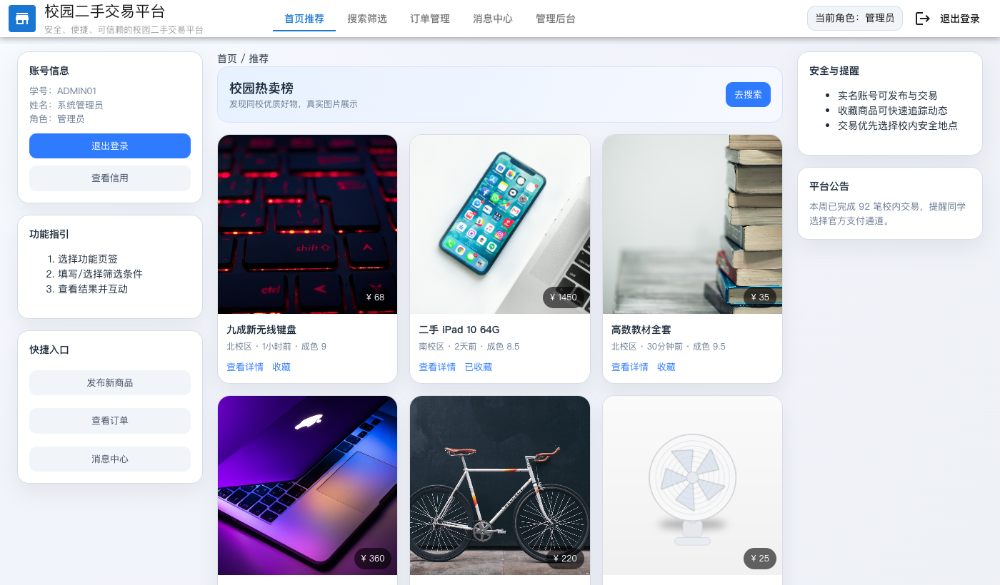 校园二手交易平台
安全、便捷、可信赖的校园二手交易平台
首页推荐
搜索筛选
订单管理
消息中心
管理后台
当前角色：管理员
退出登录
账号信息
学号：ADMIN01
姓名：系统管理员
角色：管理员
退出登录
查看信用
功能指引
1. 选择功能页签
2. 填写/选择筛选条件
3. 查看结果并互动
快捷入口
发布新商品
查看订单
消息中心
首页 / 推荐
校园热卖榜
发现同校优质好物，真实图片展示
去搜索
shift
ctrl
¥ 68
九成新无线键盘
北校区 · 1小时前 · 成色 9
查看详情 收藏
¥ 1450
二手 iPad 10 64G
南校区 · 2天前 · 成色 8.5
查看详情 已收藏
¥ 35
高数教材全套
北校区 · 30分钟前 · 成色 9.5
查看详情 收藏
¥ 360
¥ 220
¥ 25
安全与提醒
• 实名账号可发布与交易
• 收藏商品可快速追踪动态
• 交易优先选择校内安全地点
平台公告
本周已完成 92 笔校内交易，提醒同学
选择官方支付通道。